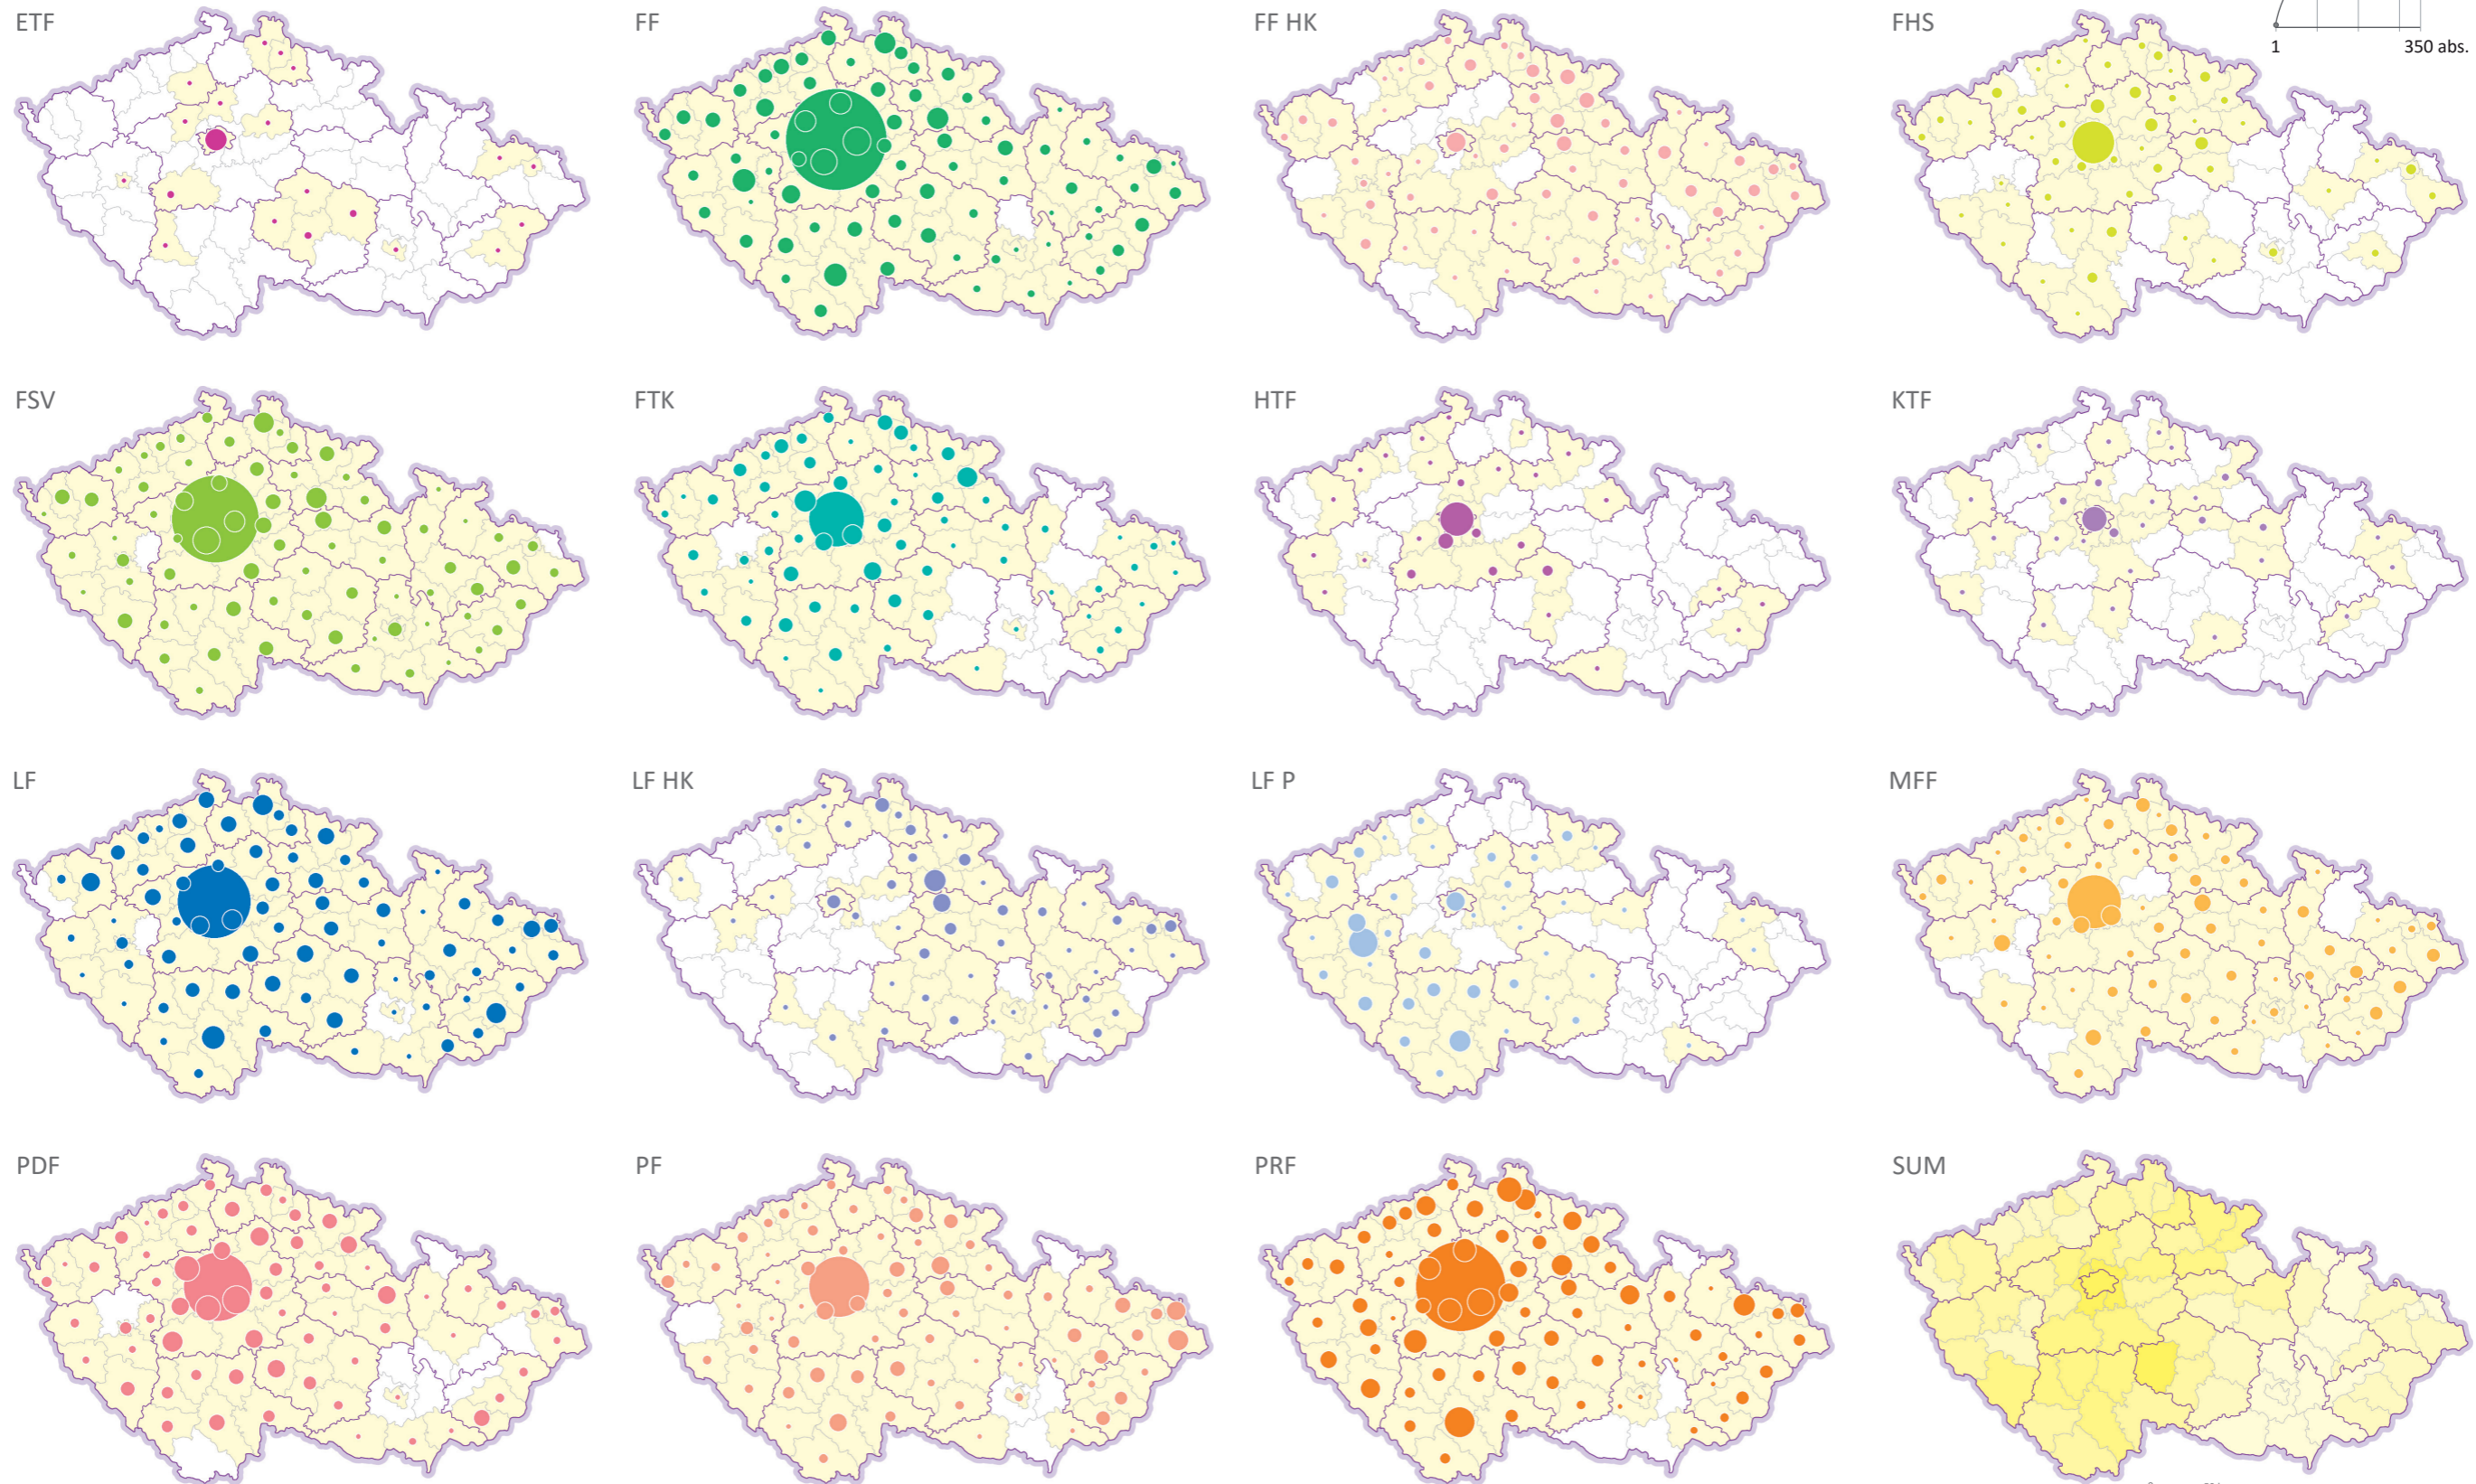 ETF
FF
FF HK
FHS
1
350 abs.
FSV
FTK
HTF
KTF
LF
LF HK
LF P
MFF
PDF
PF
PRF
SUM